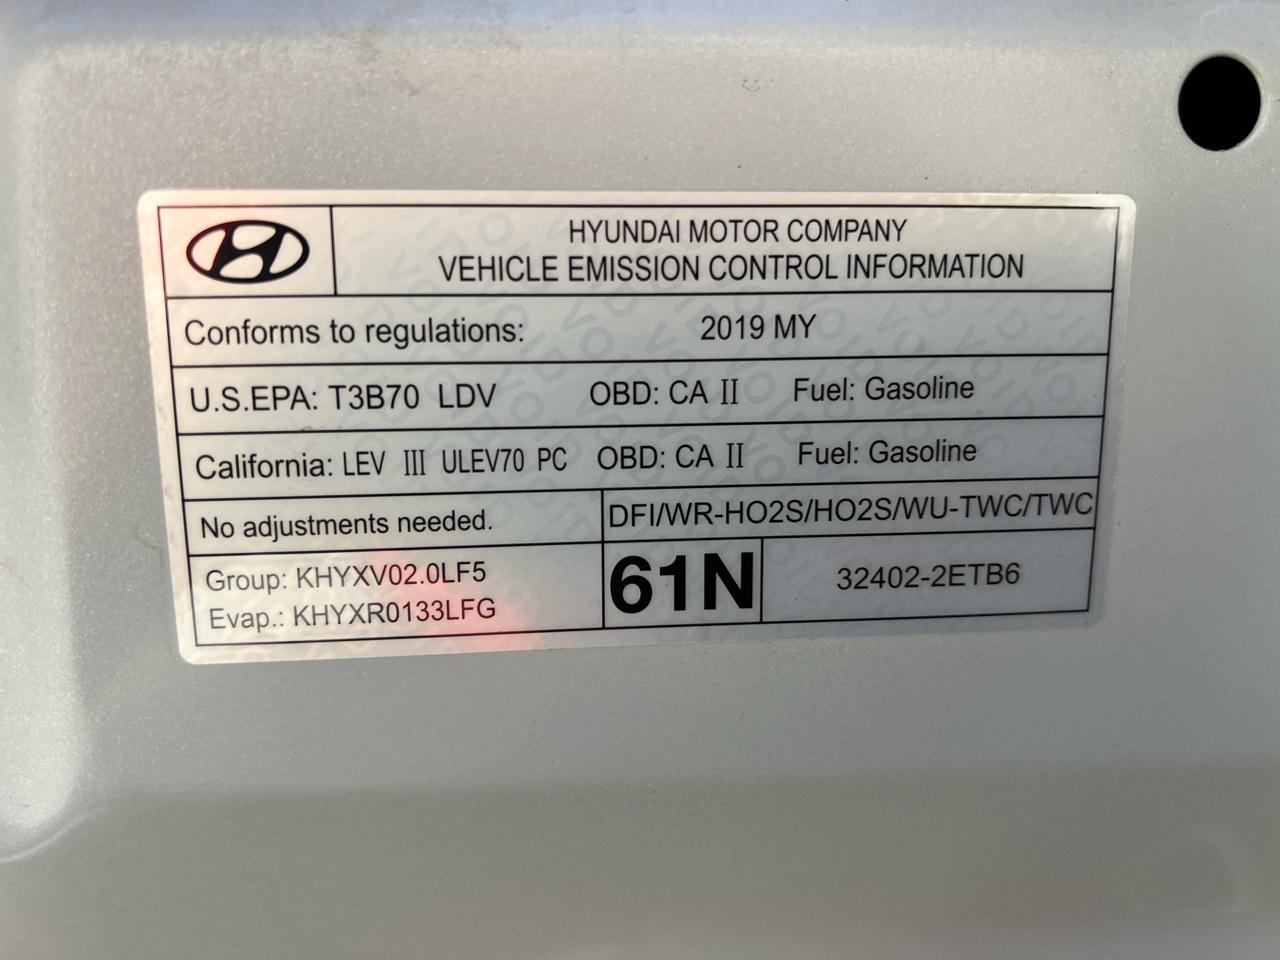 HYUNDAI MOTOR COMPANY
VEHICLE EMISSION CONTROL INFORMATION
Conforms to regulations: 2019 MY
U.S.EPA: T3B70 LDV OBD: CA II Fuel: Gasoline
California: LEV III ULEV70 PC OBD: CA II Fuel: Gasoline
No adjustments needed. DFI/WR-HO2S/HO2S/WU-TWC/TWC
Group: KHYXV02.0LF5
Evap.: KHYXR0133LFG
61N
32402-2ETB6